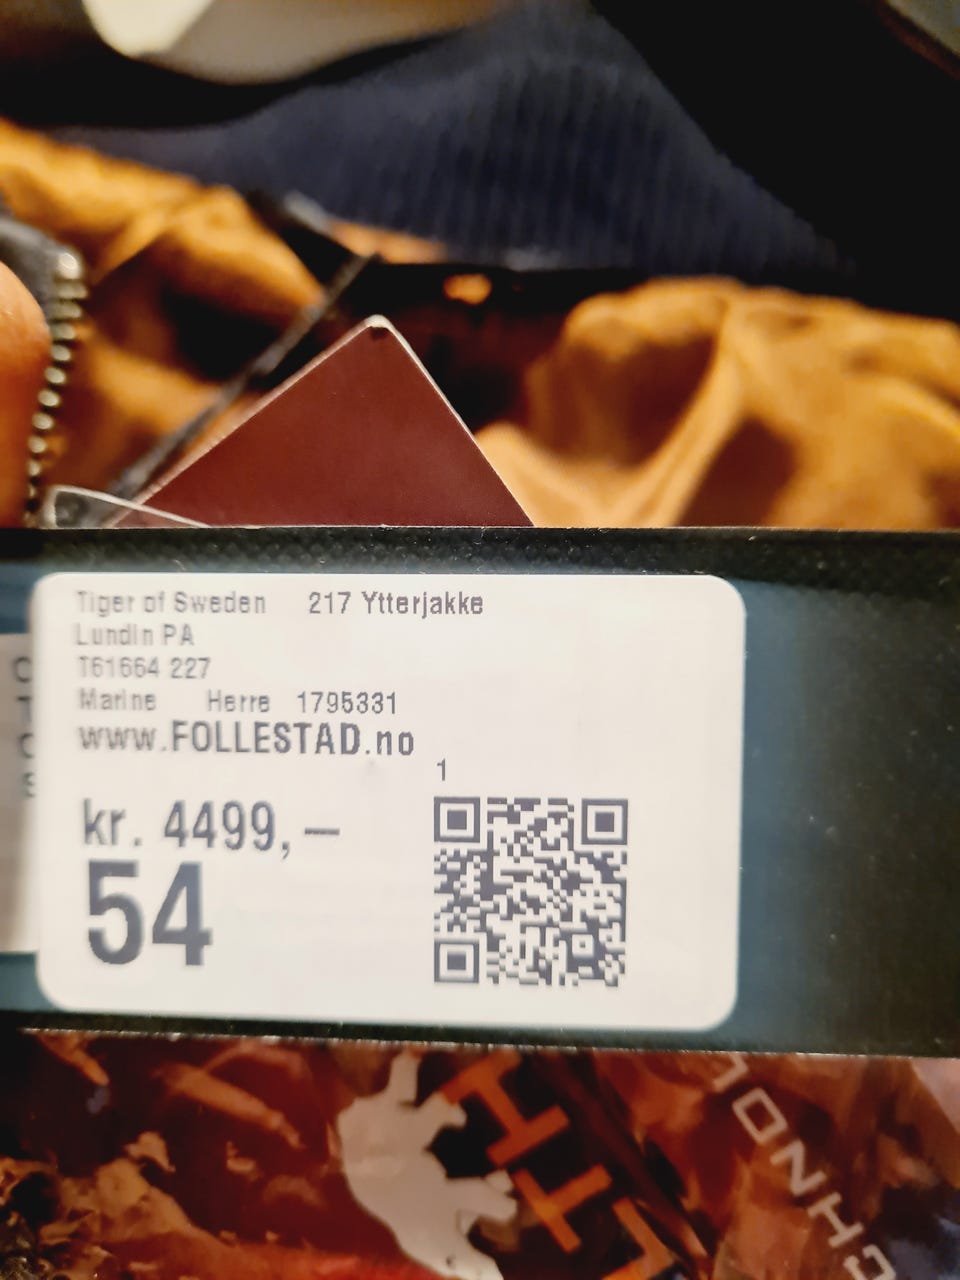 Tiger of Sweden 217 Ytterjakke
Lundin PA
T61664 227
Marine Herre 1795331
www.FOLLESTAD.no
1
kr. 4499,–
54